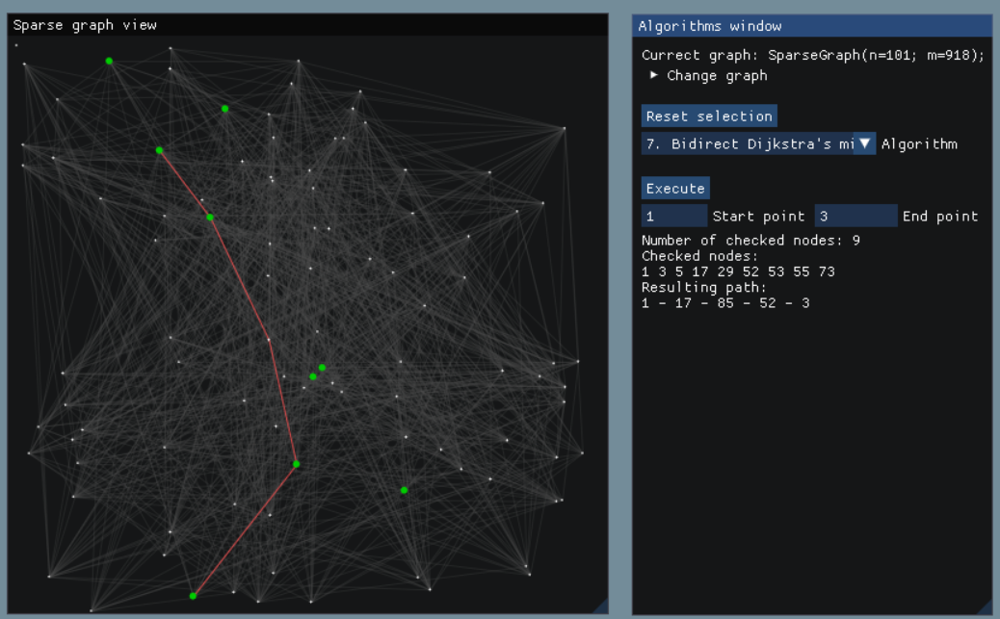 Sparse graph view
Algorithms window
Currect graph: SparseGraph(n=101; m=918);
Change graph
Reset selection
7. Bidirect Dijkstra's mi Algorithm
Execute
1 Start point 3 End point
Number of checked nodes: 9
Checked nodes:
1 3 5 17 29 52 53 55 73
Resulting path:
1 - 17 - 85 - 52 - 3